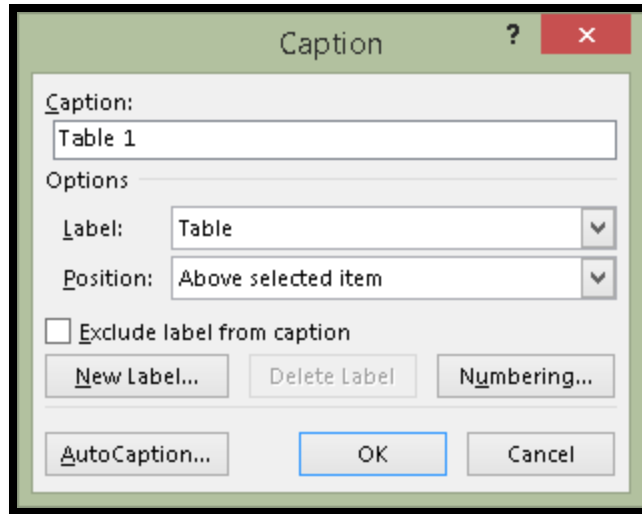 Caption ? ×
Caption:
Table 1
Options
Label: Table
Position: Above selected item
Exclude label from caption
New Label... Delete Label Numbering...
AutoCaption... OK Cancel